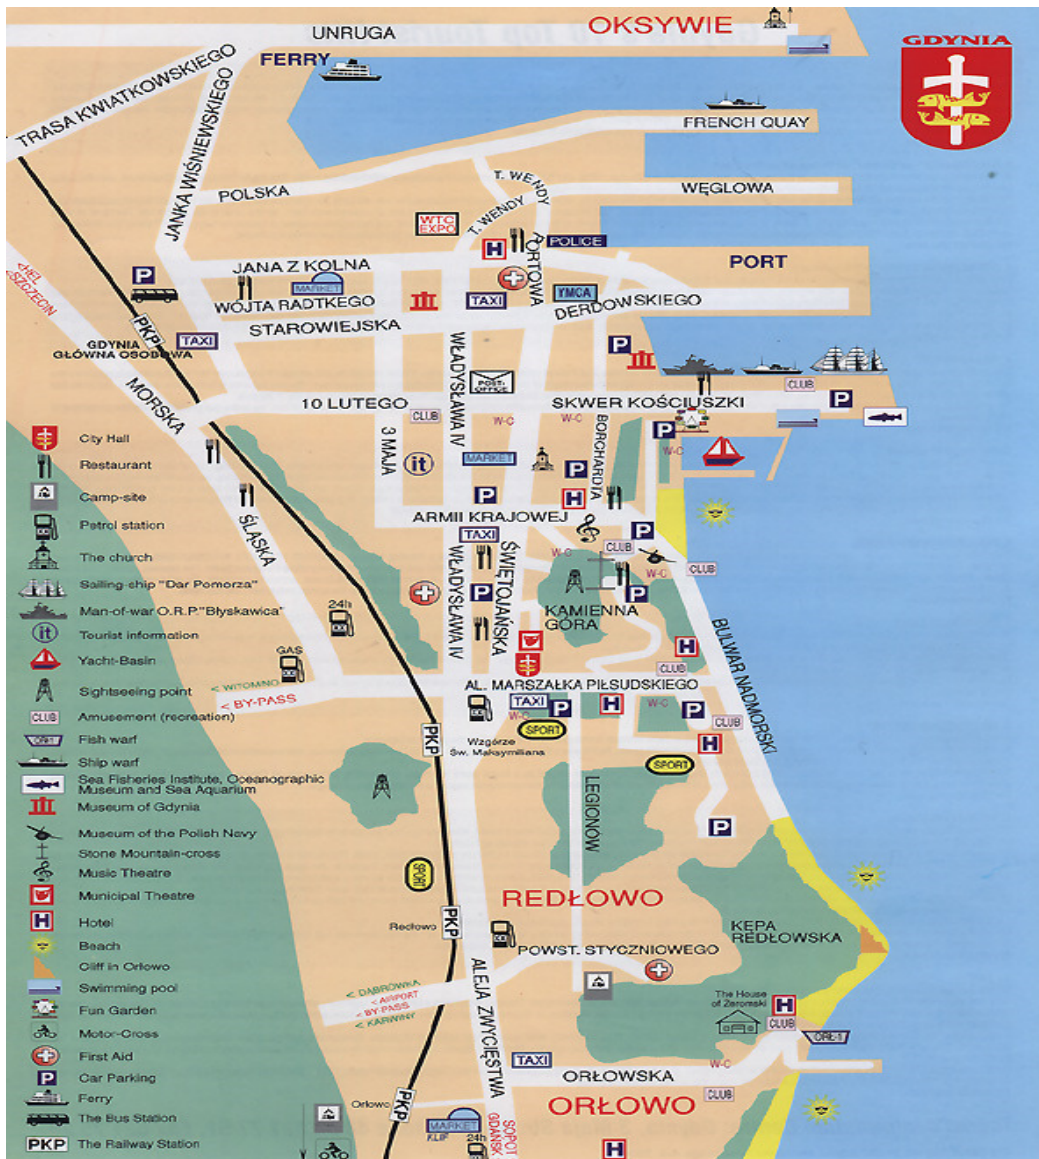 OKSYWIE
UNRUGA
GDYNIA
FERRY
TRASA KWIATKOWSKIEGO
JANKA WIŚNIEWSKIEGO
FRENCH QUAY
POLSKA
T. WENDY
WĘGLOWA
T. WENDY
WTC
EXPO
H
PORTOWA
POLICE
PORT
JANA Z KOLNA
P
MARKET
WÓJTA RADTKEGO
TAXI
YMCA
DERDOWSKIEGO
<HEL
<SZCZECIN
PKP
STAROWIEJSKA
TAXI
GDYNIA
GŁÓWNA OSOBOWA
WŁADYSŁAWA IV
P
POST-
OFFICE
CLUB
MORSKA
10 LUTEGO
CLUB
W-C
W-C
SKWER KOŚCIUSZKI
P
3 MAJA
BORCHARDTA
P
W-C
it
MARKET
P
P
H
ARMII KRAJOWEJ
P
TAXI
W-C
CLUB
W-C
CLUB
ŚLĄSKA
WŁADYSŁAWA IV
ŚWIĘTOJAŃSKA
P
P
KAMIENNA
GÓRA
24h
BULWAR NADMORSKI
H
CLUB
GAS
< WITOMINO
< BY-PASS
AL. MARSZAŁKA PIŁSUDSKIEGO
TAXI
W-C
P
H
W-C
P
CLUB
SPORT
H
PKP
Wzgórze
Św. Maksymiliana
SPORT
LEGIONÓW
P
SPORT
REDŁOWO
PKP
Redłowo
KEPA
REDŁOWSKA
POWST. STYCZNIOWEGO
ALEJA ZWYCIĘSTWA
< DĄBRÓWKA
< AIRPORT
< BY-PASS
< KARWINY
The House
of Żeromski
H
CLUB
ORŁ-1
TAXI
W-C
ORŁOWSKA
CLUB
ORŁOWO
Orłowo
PKP
MARKET
KLIF
24h
SOPOT
GDAŃSK
H
City Hall
Restaurant
Camp-site
Petrol station
The church
Sailing-ship "Dar Pomorza"
Man-of-war O.R.P."Błyskawica"
it Tourist information
Yacht-Basin
Sightseeing point
CLUB Amusement (recreation)
ORŁ-1 Fish warf
Ship warf
Sea Fisheries Institute, Oceanographic
Museum and Sea Aquarium
Museum of Gdynia
Museum of the Polish Navy
Stone Mountain-cross
Music Theatre
Municipal Theatre
H Hotel
Beach
Cliff in Orłowo
Swimming pool
Fun Garden
Motor-Cross
First Aid
P Car Parking
Ferry
The Bus Station
PKP The Railway Station